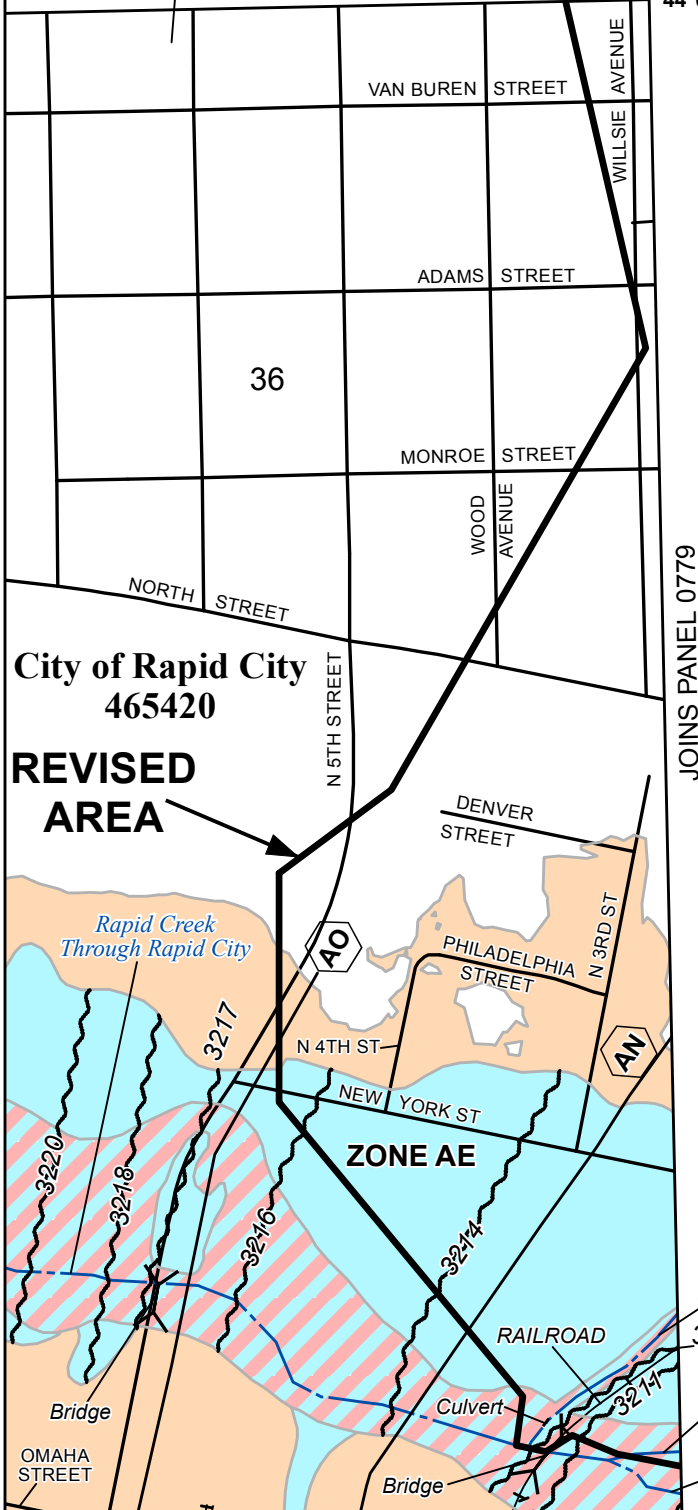 44°
VAN BUREN STREET
WILLSIE AVENUE
ADAMS STREET
36
MONROE STREET
WOOD
AVENUE
NORTH STREET
City of Rapid City
465420
N 5TH STREET
JOINS PANEL 0779
REVISED
AREA
DENVER
STREET
Rapid Creek
Through Rapid City
AO
PHILADELPHIA
STREET
N 3RD ST
3217
N 4TH ST
AN
NEW YORK ST
ZONE AE
3220
3218
3216
3214
RAILROAD
3211
Culvert
Bridge
OMAHA
STREET
Bridge